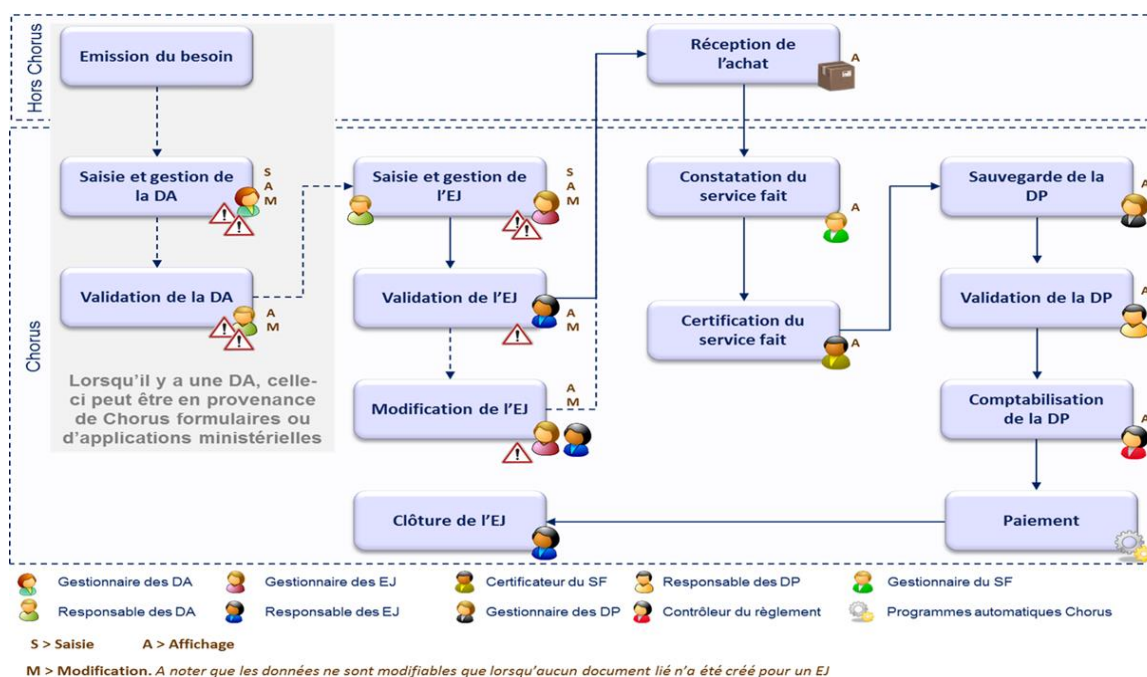 Hors Chorus
Emission du besoin
Réception de
l'achat
A
Chorus
Saisie et gestion de
la DA
S
A
M
Saisie et gestion de
l'EJ
S
A
M
Constatation du
service fait
A
Sauvegarde de la
DP
A
Validation de la DA
A
M
Validation de l'EJ
A
M
Certification du
service fait
A
Validation de la DP
A
Lorsqu'il y a une DA, celle-
ci peut être en provenance
de Chorus formulaires ou
d'applications ministérielles
Modification de l'EJ
A
M
Comptabilisation
de la DP
A
Clôture de l'EJ
Paiement
Gestionnaire des DA
Gestionnaire des EJ
Certificateur du SF
Responsable des DP
Gestionnaire du SF
Responsable des DA
Responsable des EJ
Gestionnaire des DP
Contrôleur du règlement
Programmes automatiques Chorus
S > Saisie A > Affichage
M > Modification. A noter que les données ne sont modifiables que lorsqu'aucun document lié n'a été créé pour un EJ